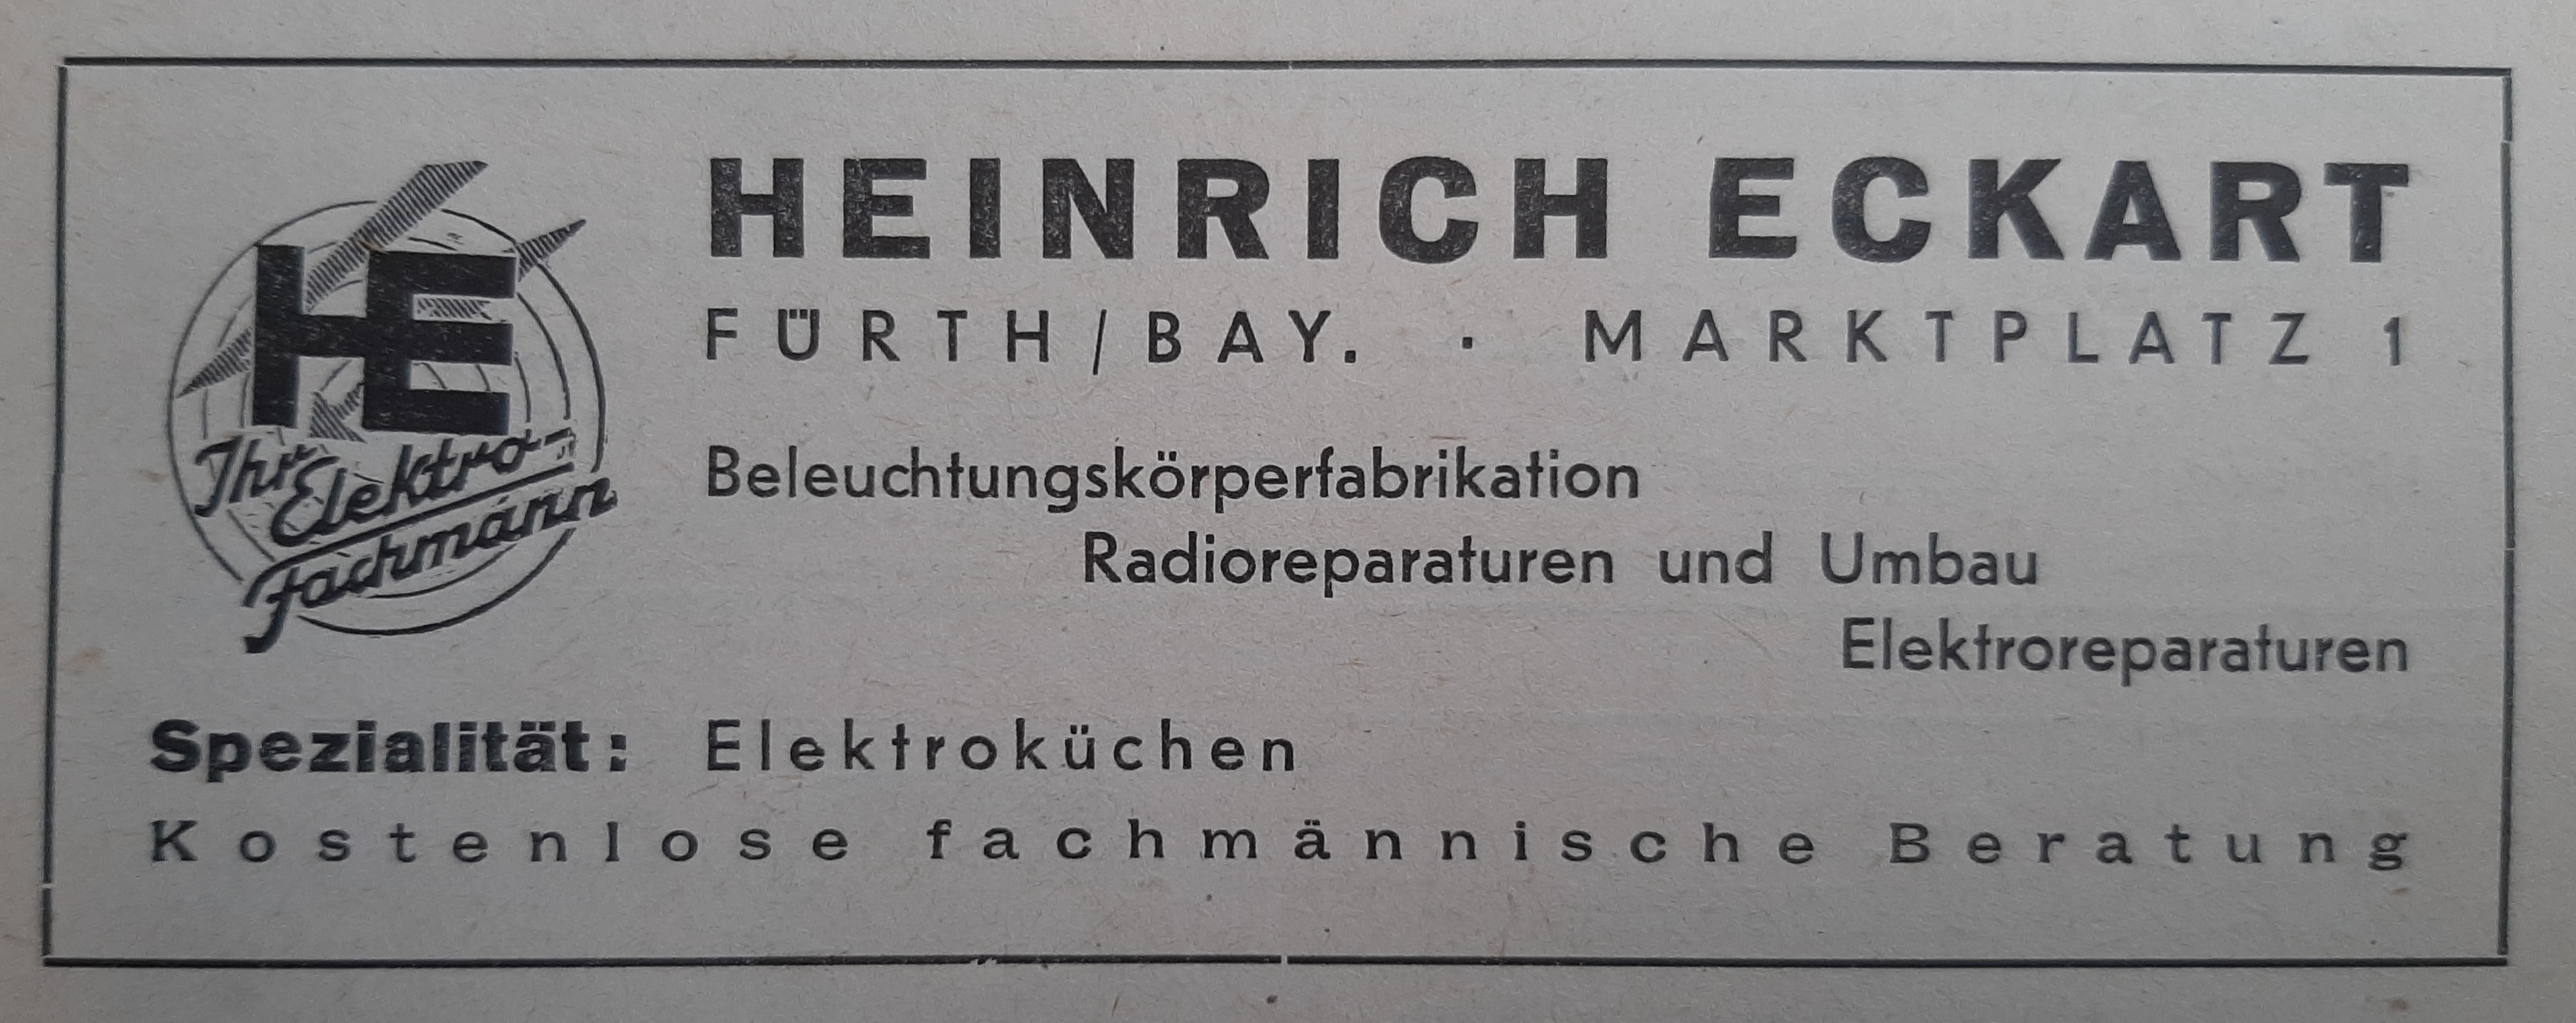 HEINRICH ECKART
FÜRTH/BAY. · MARKTPLATZ 1
HE
Ihr Elektro-
Fachmann
Beleuchtungskörperfabrikation
Radioreparaturen und Umbau
Elektroreparaturen
Spezialität: Elektroküchen
Kostenlose fachmännische Beratung